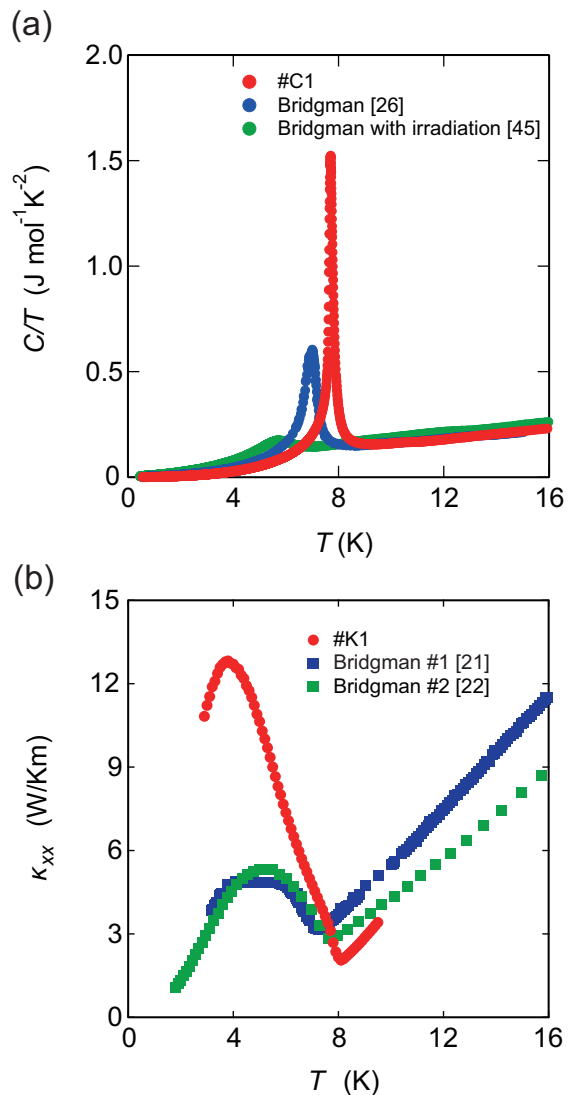 (a)
2.0
1.5
1.0
0.5
0
C/T (J mol⁻¹K⁻²)
#C1
Bridgman [26]
Bridgman with irradiation [45]
4
8
12
16
T (K)
(b)
15
12
9
6
3
0
κxx (W/Km)
#K1
Bridgman #1 [21]
Bridgman #2 [22]
4
8
12
16
T (K)